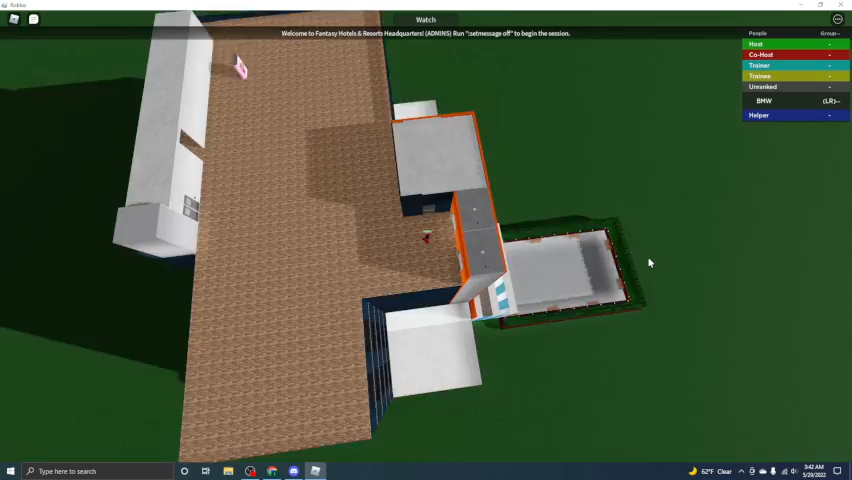 Roblox
Watch
Welcome to Fantasy Hotels & Resorts Headquarters! (ADMINS) Run ":setmessage off" to begin the session.
People Group--
Host -
Co-Host -
Trainer -
Trainee -
Unranked -
BMW (LR)--
Helper -
Type here to search
62°F Clear
3:42 AM
5/29/2022